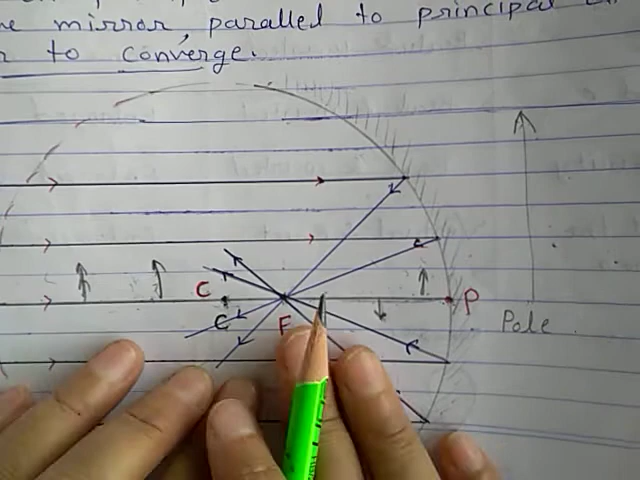 mirror, parallel to principal
to converge.
C
C
F
P
Pole